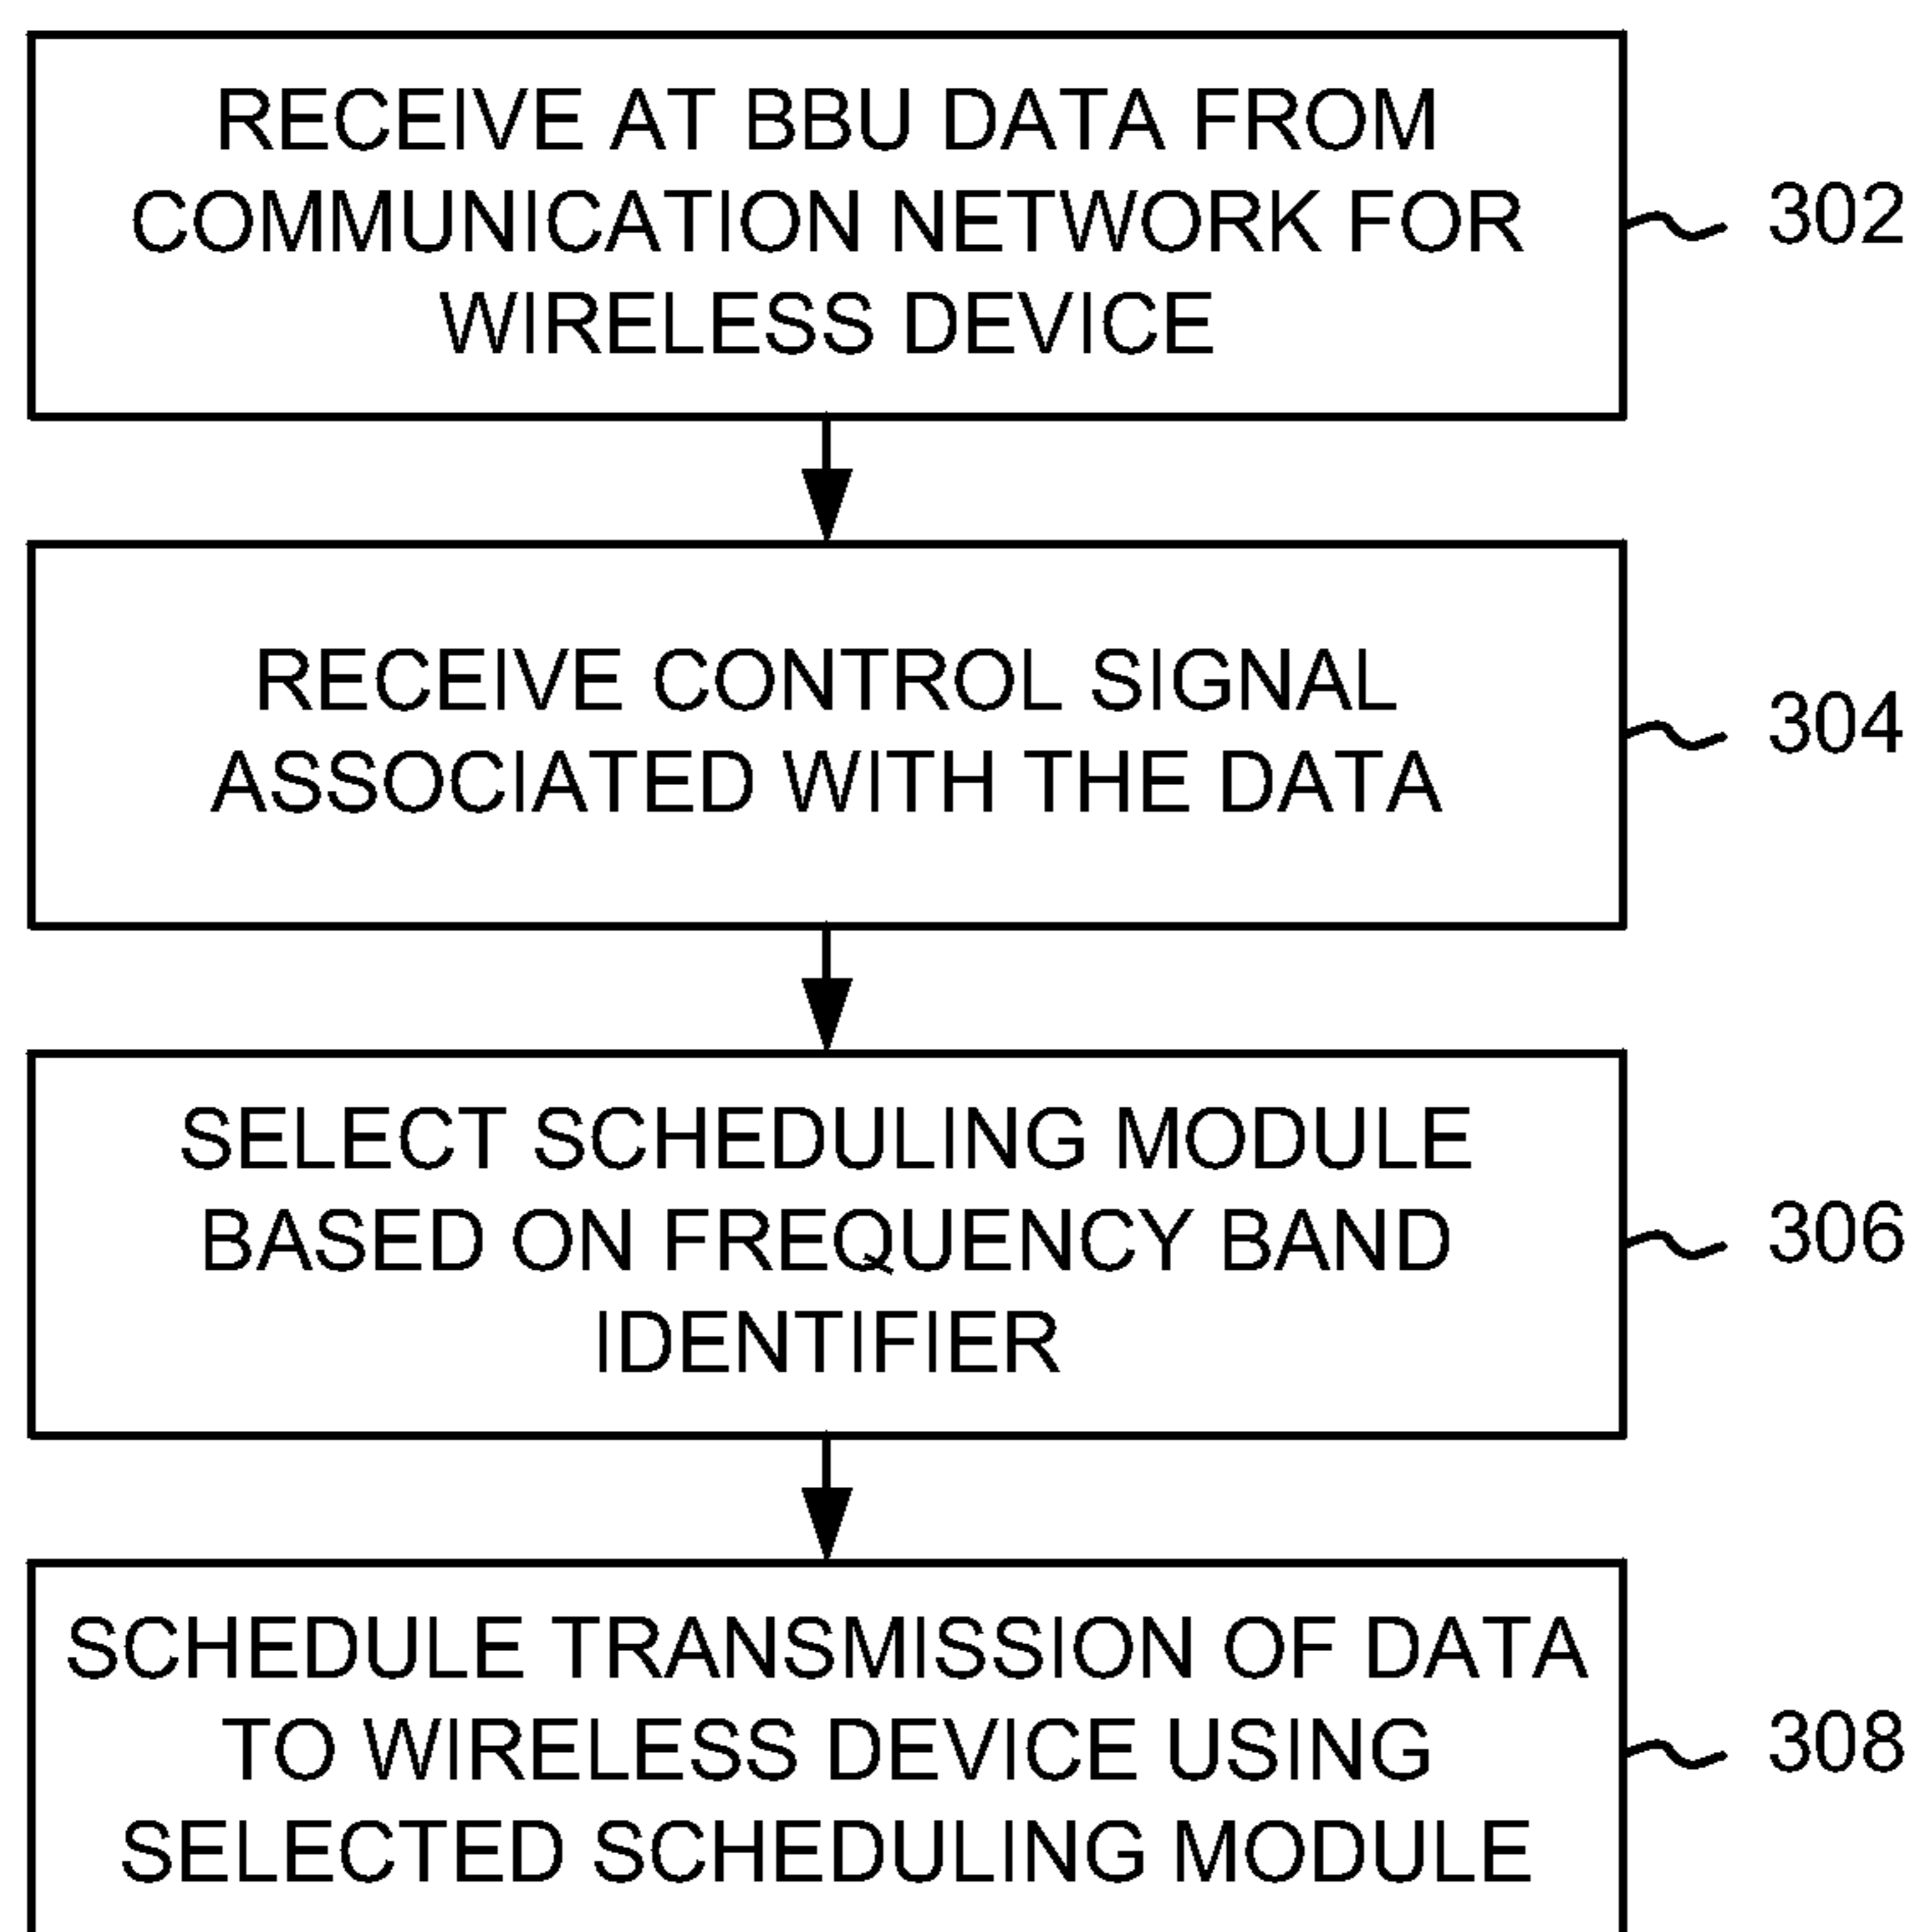 RECEIVE AT BBU DATA FROM
COMMUNICATION NETWORK FOR
WIRELESS DEVICE
302
RECEIVE CONTROL SIGNAL
ASSOCIATED WITH THE DATA
304
SELECT SCHEDULING MODULE
BASED ON FREQUENCY BAND
IDENTIFIER
306
SCHEDULE TRANSMISSION OF DATA
TO WIRELESS DEVICE USING
SELECTED SCHEDULING MODULE
308